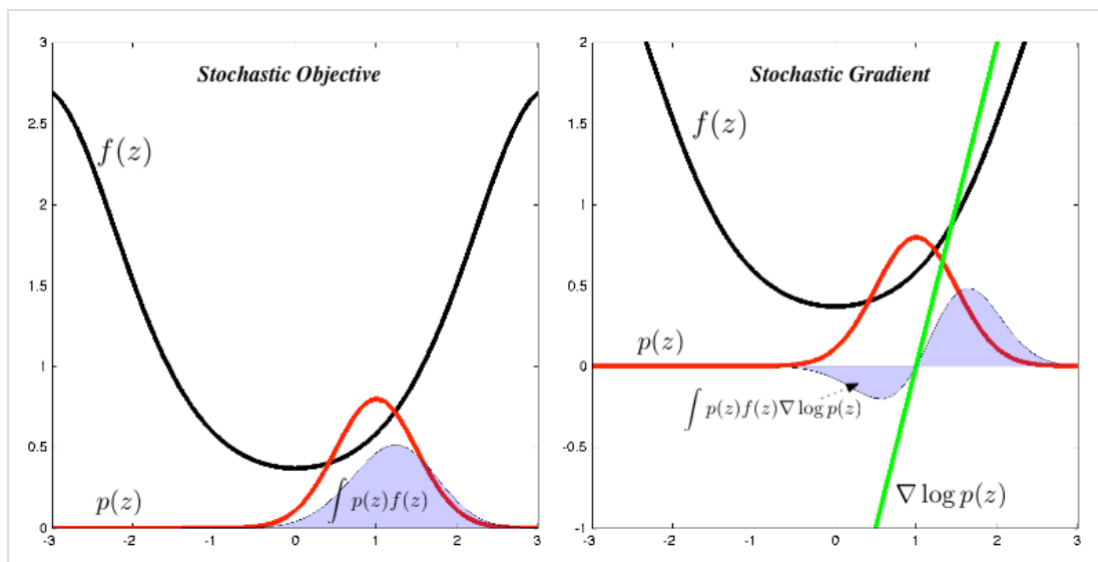 Stochastic Objective
3
2.5
2
1.5
1
0.5
0
f(z)
p(z)
∫ p(z)f(z)
-3 -2 -1 0 1 2 3
Stochastic Gradient
2
1.5
1
0.5
0
-0.5
-1
f(z)
p(z)
∫ p(z)f(z)∇ log p(z)
∇ log p(z)
-3 -2 0 1 2 3